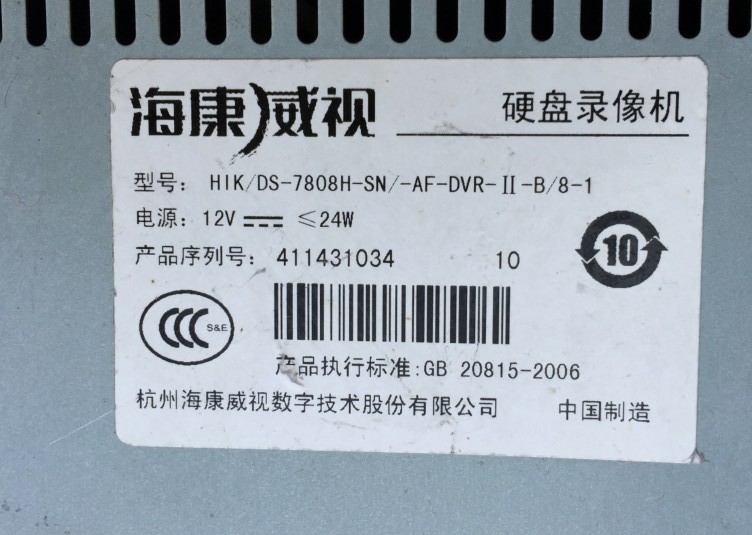 海康威视 硬盘录像机
型号: HIK/DS-7808H-SN/-AF-DVR-II-B/8-1
电源: 12V ≤24W
产品序列号: 411431034 10
10
CCC S&E
产品执行标准:GB 20815-2006
杭州海康威视数字技术股份有限公司 中国制造